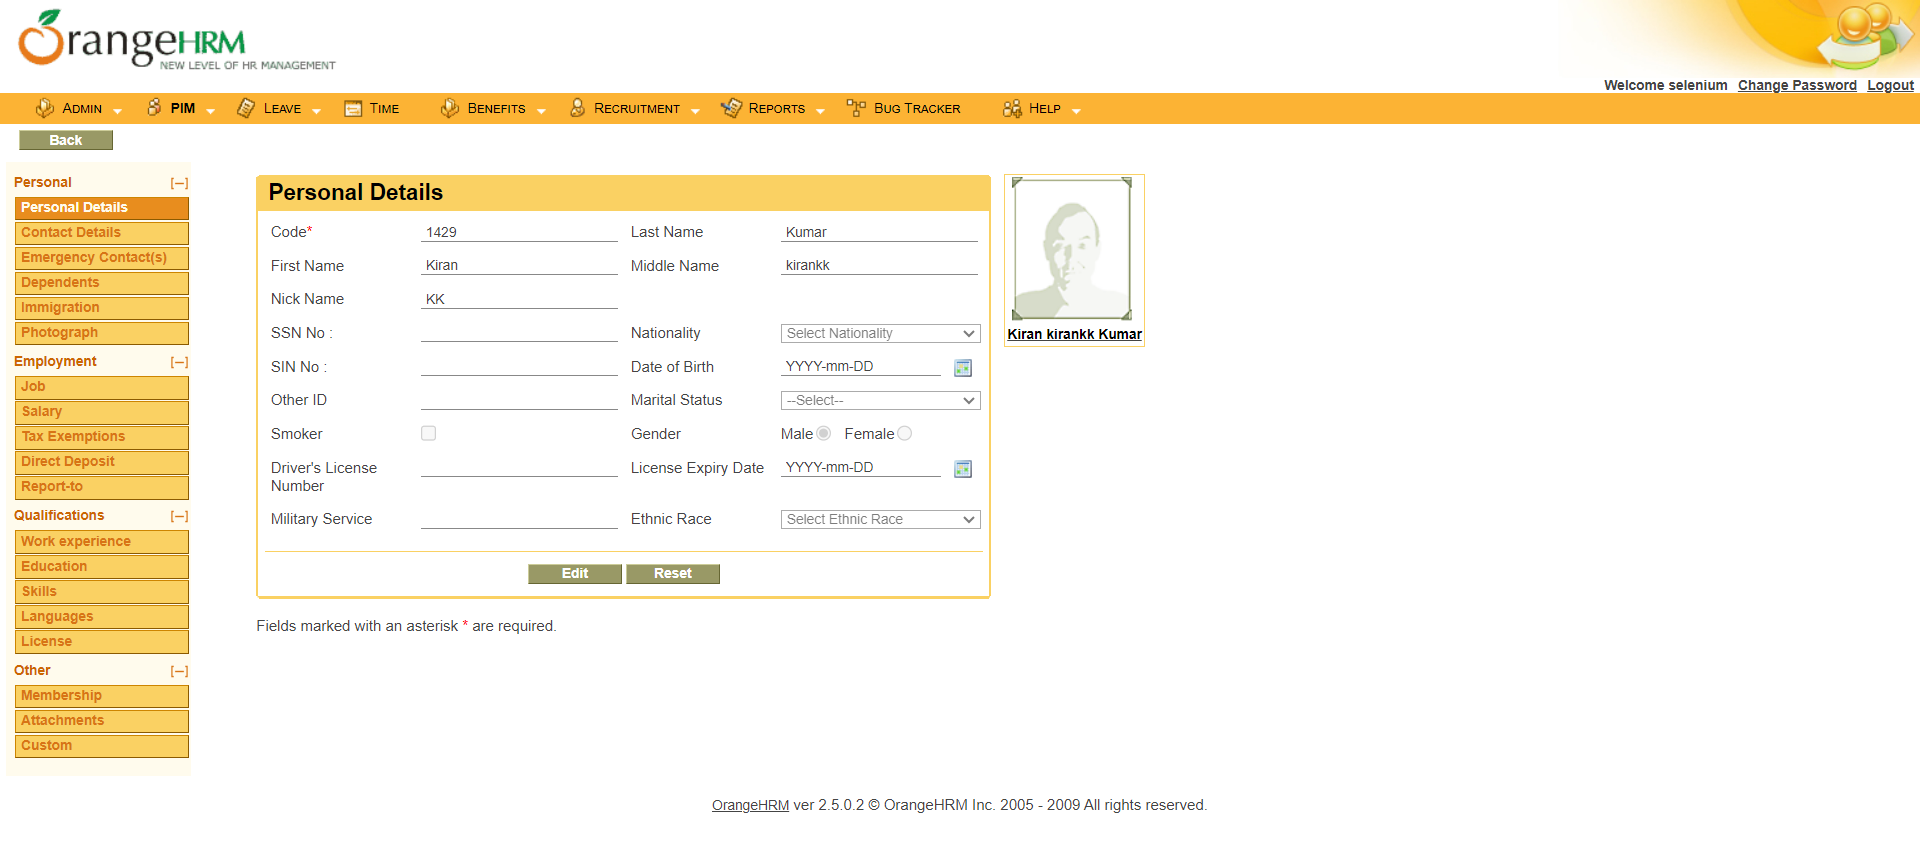 OrangeHRM
NEW LEVEL OF HR MANAGEMENT
Welcome selenium Change Password Logout
ADMIN PIM LEAVE TIME BENEFITS RECRUITMENT REPORTS BUG TRACKER HELP
Back
Personal [–]
Personal Details
Contact Details
Emergency Contact(s)
Dependents
Immigration
Photograph
Employment [–]
Job
Salary
Tax Exemptions
Direct Deposit
Report-to
Qualifications [–]
Work experience
Education
Skills
Languages
License
Other [–]
Membership
Attachments
Custom
Personal Details
Code* 1429 Last Name Kumar
First Name Kiran Middle Name kirankk
Nick Name KK
SSN No : Nationality Select Nationality
SIN No : Date of Birth YYYY-mm-DD
Other ID Marital Status --Select--
Smoker Gender Male Female
Driver's License Number License Expiry Date YYYY-mm-DD
Military Service Ethnic Race Select Ethnic Race
Edit Reset
Kiran kirankk Kumar
Fields marked with an asterisk * are required.
OrangeHRM ver 2.5.0.2 © OrangeHRM Inc. 2005 - 2009 All rights reserved.